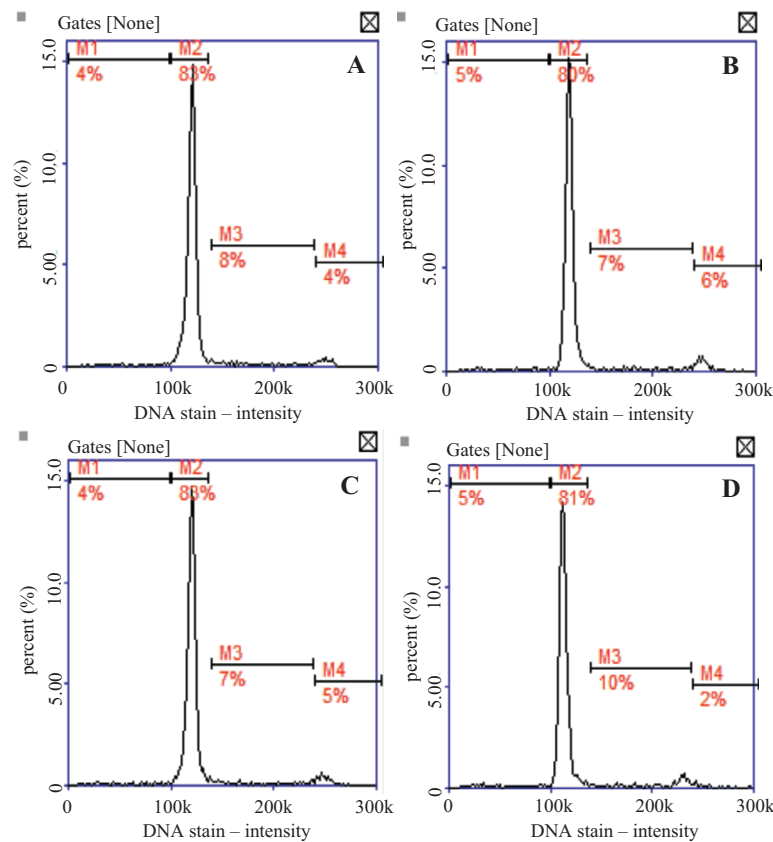 Gates [None]
M1 M2 A
4% 83%
M3
8%
M4
4%
15.0
10.0
5.00
0
percent (%)
0 100k 200k 300k
DNA stain – intensity
Gates [None]
M1 M2 B
5% 80%
M3
7%
M4
6%
15.0
10.0
5.00
0
percent (%)
0 100k 200k 300k
DNA stain – intensity
Gates [None]
M1 M2 C
4% 83%
M3
7%
M4
5%
15.0
10.0
5.00
0
percent (%)
0 100k 200k 300k
DNA stain – intensity
Gates [None]
M1 M2 D
5% 81%
M3
10%
M4
2%
15.0
10.0
5.00
0
percent (%)
0 100k 200k 300k
DNA stain – intensity